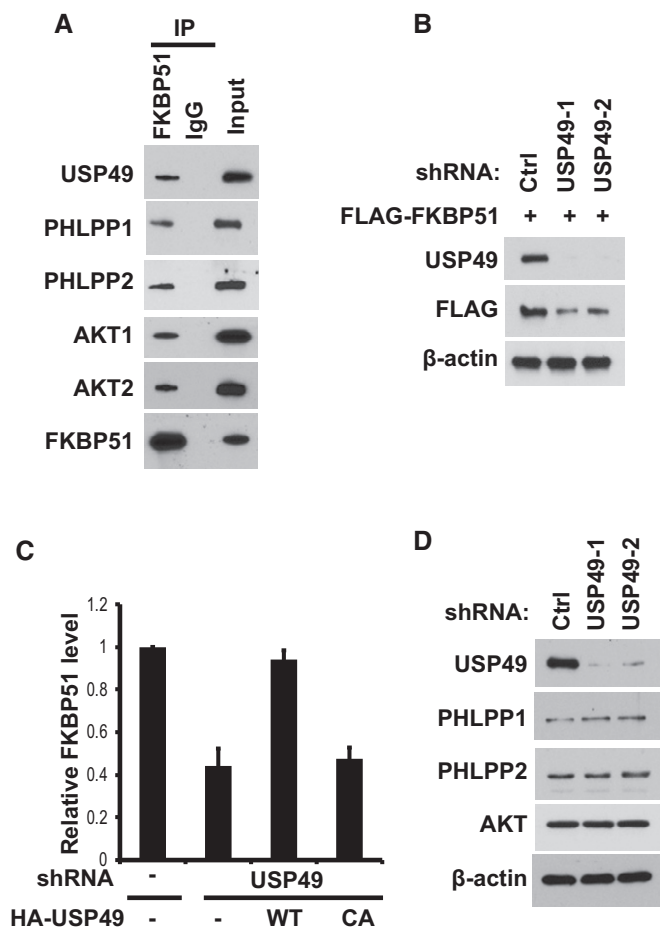 A
IP
FKBP51
IgG
Input
USP49
PHLPP1
PHLPP2
AKT1
AKT2
FKBP51
B
shRNA: Ctrl USP49-1 USP49-2
FLAG-FKBP51 + + +
USP49
FLAG
β-actin
C
Relative FKBP51 level
1.2
1
0.8
0.6
0.4
0.2
0
shRNA - USP49
HA-USP49 - - WT CA
D
shRNA: Ctrl USP49-1 USP49-2
USP49
PHLPP1
PHLPP2
AKT
β-actin